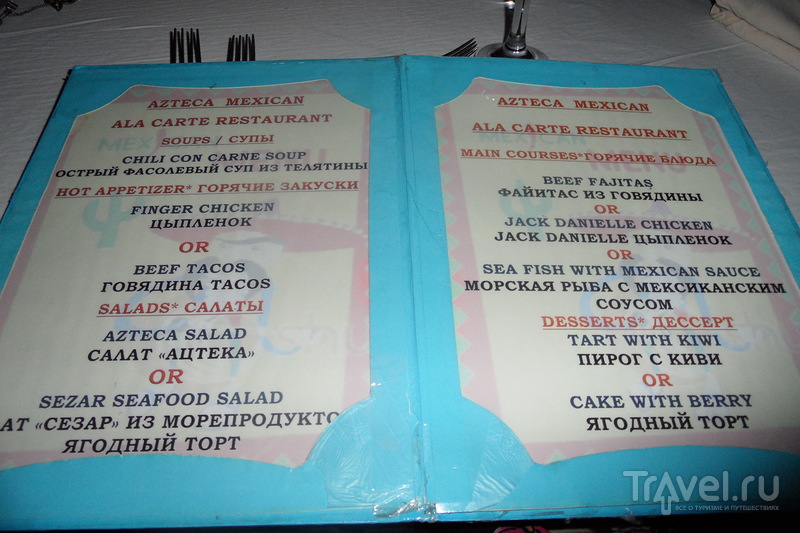 AZTECA MEXICAN
ALA CARTE RESTAURANT
SOUPS / СУПЫ
CHILI CON CARNE SOUP
ОСТРЫЙ ФАСОЛЕВЫЙ СУП ИЗ ТЕЛЯТИНЫ
HOT APPETIZER* ГОРЯЧИЕ ЗАКУСКИ
FINGER CHICKEN
ЦЫПЛЕНОК
OR
BEEF TACOS
ГОВЯДИНА TACOS
SALADS* САЛАТЫ
AZTECA SALAD
САЛАТ «АЦТЕКА»
OR
SEZAR SEAFOOD SALAD
АТ «СЕЗАР» ИЗ МОРЕПРОДУКТО
ЯГОДНЫЙ ТОРТ
AZTECA MEXICAN
ALA CARTE RESTAURANT
MAIN COURSES*ГОРЯЧИЕ БЛЮДА
BEEF FAJITAS
ФАЙИТАС ИЗ ГОВЯДИНЫ
OR
JACK DANIELLE CHICKEN
JACK DANIELLE ЦЫПЛЕНОК
OR
SEA FISH WITH MEXICAN SAUCE
МОРСКАЯ РЫБА С МЕКСИКАНСКИМ
СОУСОМ
DESSERTS* ДЕССЕРТ
TART WITH KIWI
ПИРОГ С КИВИ
OR
CAKE WITH BERRY
ЯГОДНЫЙ ТОРТ
TRAVEL.RU
ВСЕ О ТУРИЗМЕ И ПУТЕШЕСТВИЯХ